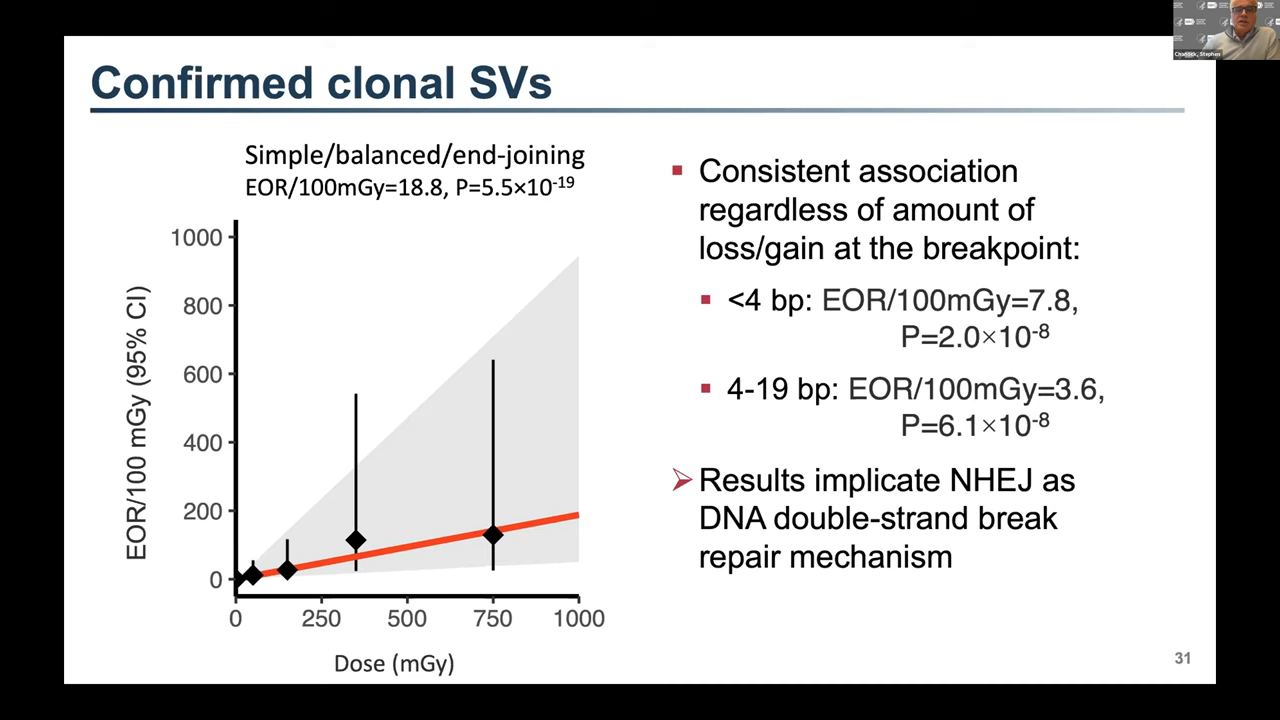 Confirmed clonal SVs
Simple/balanced/end-joining
EOR/100mGy=18.8, P=5.5×10-19
EOR/100 mGy (95% CI)
1000
800
600
400
200
0
0 250 500 750 1000
Dose (mGy)
Consistent association
regardless of amount of
loss/gain at the breakpoint:
<4 bp: EOR/100mGy=7.8,
P=2.0×10-8
4-19 bp: EOR/100mGy=3.6,
P=6.1×10-8
Results implicate NHEJ as
DNA double-strand break
repair mechanism
31
Stephen